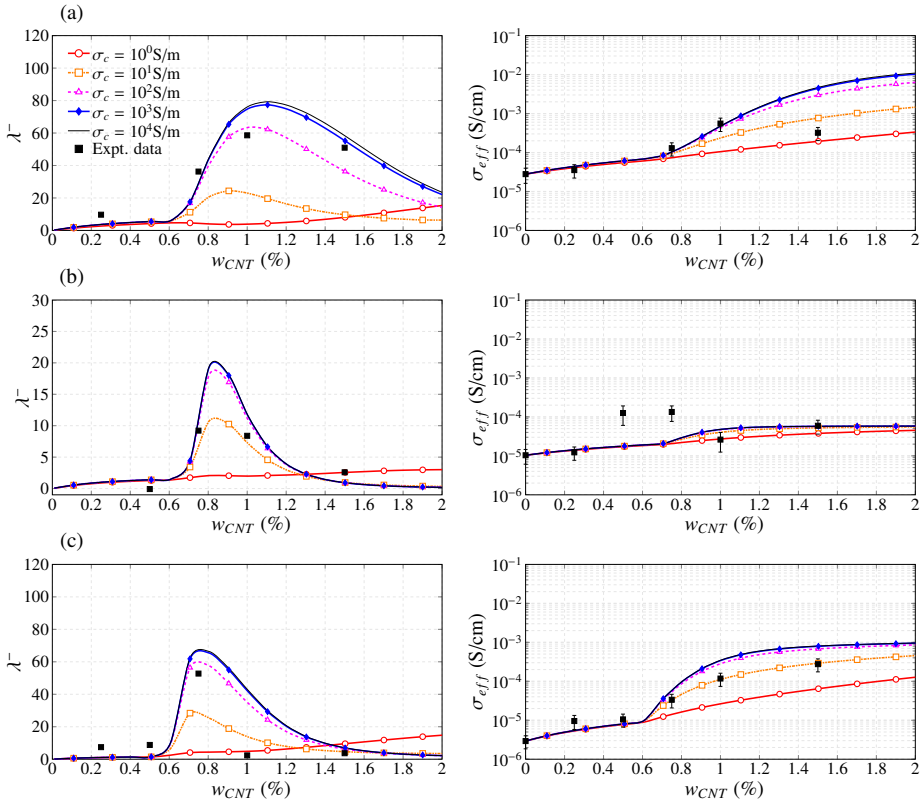 (a)
120
100
80
60
40
20
0
λ⁻
σc = 10⁰S/m
σc = 10¹S/m
σc = 10²S/m
σc = 10³S/m
σc = 10⁴S/m
Expt. data
0 0.2 0.4 0.6 0.8 1 1.2 1.4 1.6 1.8 2
wCNT (%)
10⁻¹
10⁻²
10⁻³
10⁻⁴
10⁻⁵
10⁻⁶
σeff (S/cm)
0 0.2 0.4 0.6 0.8 1 1.2 1.4 1.6 1.8 2
wCNT (%)
(b)
30
25
20
15
10
5
0
λ⁻
0 0.2 0.4 0.6 0.8 1 1.2 1.4 1.6 1.8 2
wCNT (%)
10⁻¹
10⁻²
10⁻³
10⁻⁴
10⁻⁵
10⁻⁶
σeff (S/cm)
0 0.2 0.4 0.6 0.8 1 1.2 1.4 1.6 1.8 2
wCNT (%)
(c)
120
100
80
60
40
20
0
λ⁻
0 0.2 0.4 0.6 0.8 1 1.2 1.4 1.6 1.8 2
wCNT (%)
10⁻¹
10⁻²
10⁻³
10⁻⁴
10⁻⁵
10⁻⁶
σeff (S/cm)
0 0.2 0.4 0.6 0.8 1 1.2 1.4 1.6 1.8 2
wCNT (%)